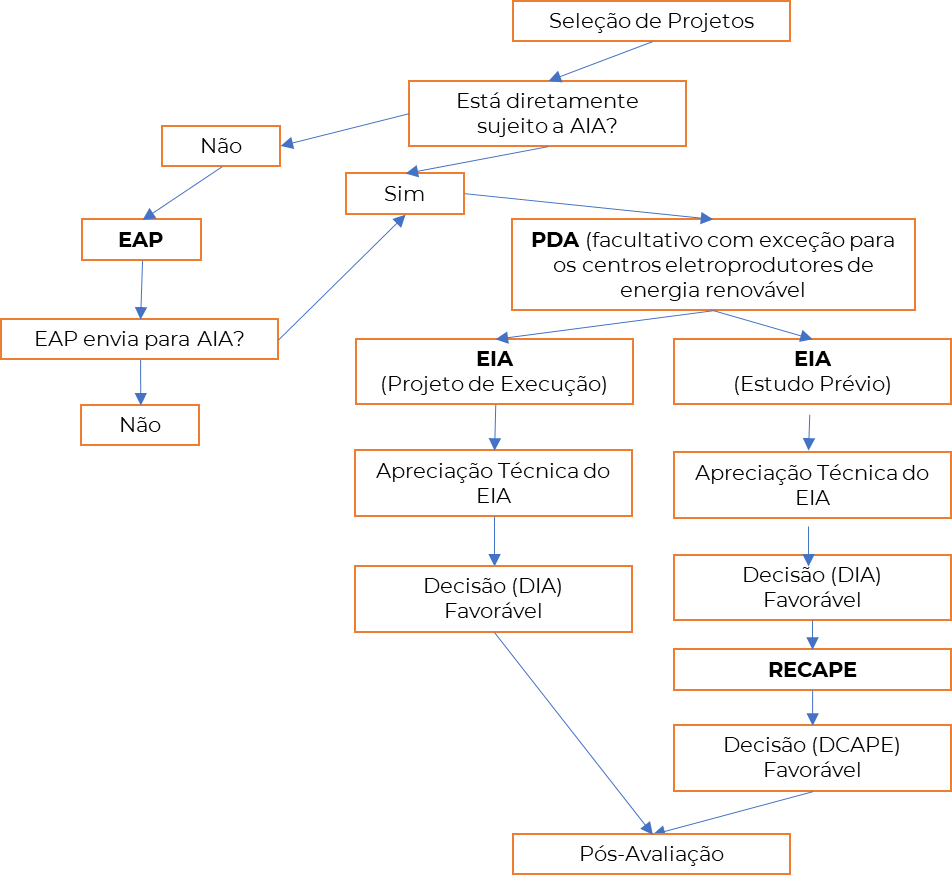 Seleção de Projetos
Está diretamente
sujeito a AIA?
Não
Sim
EAP
PDA (facultativo com exceção para
os centros eletroprodutores de
energia renovável
EAP envia para AIA?
Não
EIA
(Projeto de Execução)
EIA
(Estudo Prévio)
Apreciação Técnica do
EIA
Apreciação Técnica do
EIA
Decisão (DIA)
Favorável
Decisão (DIA)
Favorável
RECAPE
Decisão (DCAPE)
Favorável
Pós-Avaliação